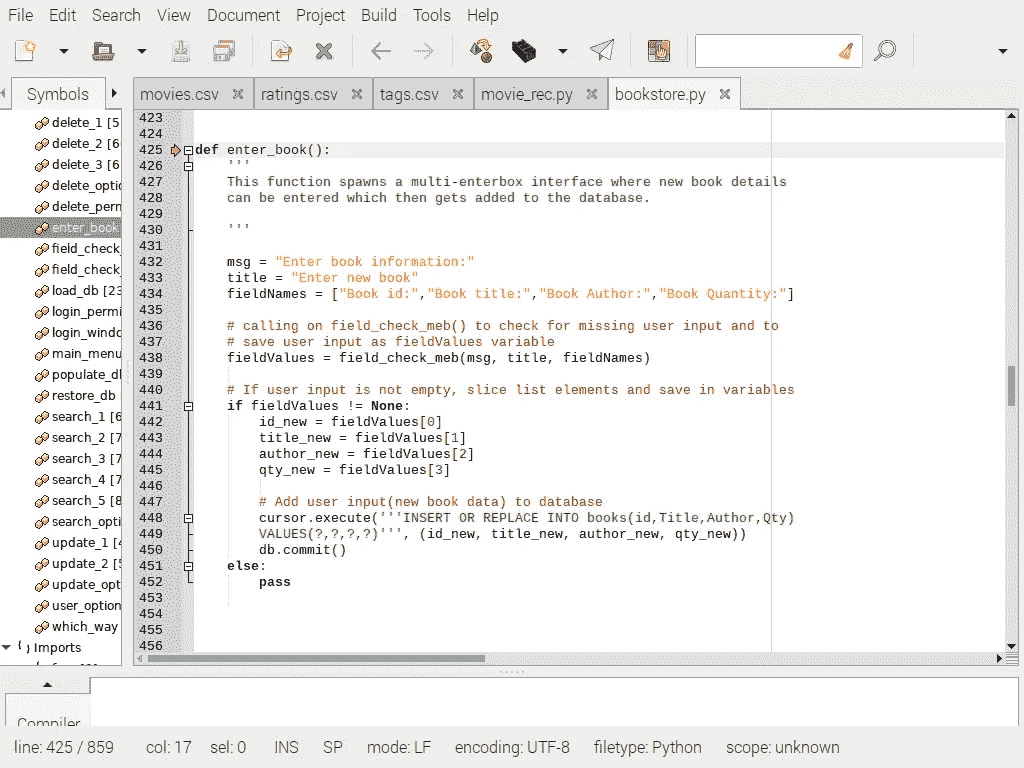 File Edit Search View Document Project Build Tools Help
Symbols
movies.csv ratings.csv tags.csv movie_rec.py bookstore.py
delete_1 [5
delete_2 [6
delete_3 [6
delete_optic
delete_perm
enter_book
field_check_
field_check_
load_db [23
login_permi
login_windo
main_menu
populate_d
restore_db
search_1 [6
search_2 [7
search_3 [7
search_4 [7
search_5 [8
search_opti
update_1 [4
update_2 [5
update_opt
user_option
which_way
Imports
423
424
425 def enter_book():
426     '''
427     This function spawns a multi-enterbox interface where new book details
428     can be entered which then gets added to the database.
429
430     '''
431
432     msg = "Enter book information:"
433     title = "Enter new book"
434     fieldNames = ["Book id:","Book title:","Book Author:","Book Quantity:"]
435
436     # calling on field_check_meb() to check for missing user input and to
437     # save user input as fieldValues variable
438     fieldValues = field_check_meb(msg, title, fieldNames)
439
440     # If user input is not empty, slice list elements and save in variables
441     if fieldValues != None:
442         id_new = fieldValues[0]
443         title_new = fieldValues[1]
444         author_new = fieldValues[2]
445         qty_new = fieldValues[3]
446
447         # Add user input(new book data) to database
448         cursor.execute('''INSERT OR REPLACE INTO books(id,Title,Author,Qty)
449         VALUES(?,?,?,?)''', (id_new, title_new, author_new, qty_new))
450         db.commit()
451     else:
452         pass
453
454
455
456
Compiler
line: 425 / 859 col: 17 sel: 0 INS SP mode: LF encoding: UTF-8 filetype: Python scope: unknown